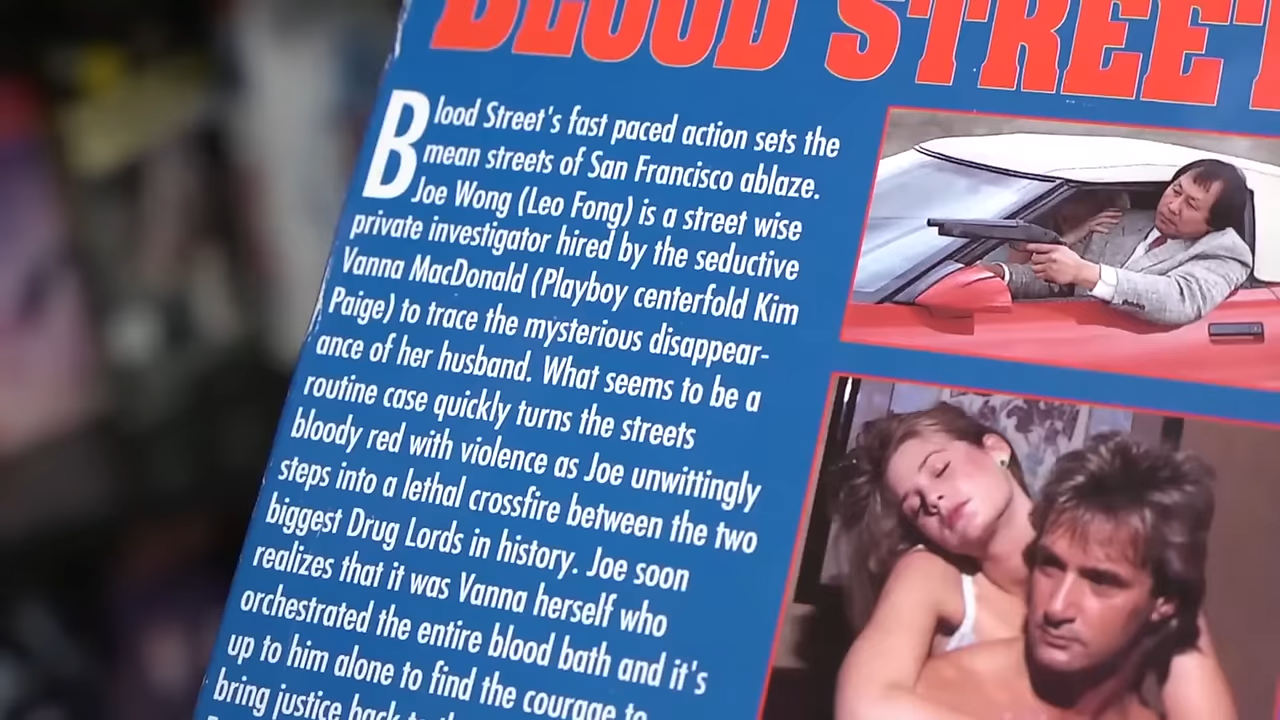 BLOOD STREET
Blood Street's fast paced action sets the
mean streets of San Francisco ablaze.
Joe Wong (Leo Fong) is a street wise
private investigator hired by the seductive
Vanna MacDonald (Playboy centerfold Kim
Paige) to trace the mysterious disappear-
ance of her husband. What seems to be a
routine case quickly turns the streets
bloody red with violence as Joe unwittingly
steps into a lethal crossfire between the two
biggest Drug Lords in history. Joe soon
realizes that it was Vanna herself who
orchestrated the entire blood bath and it's
up to him alone to find the courage to
bring justice back to